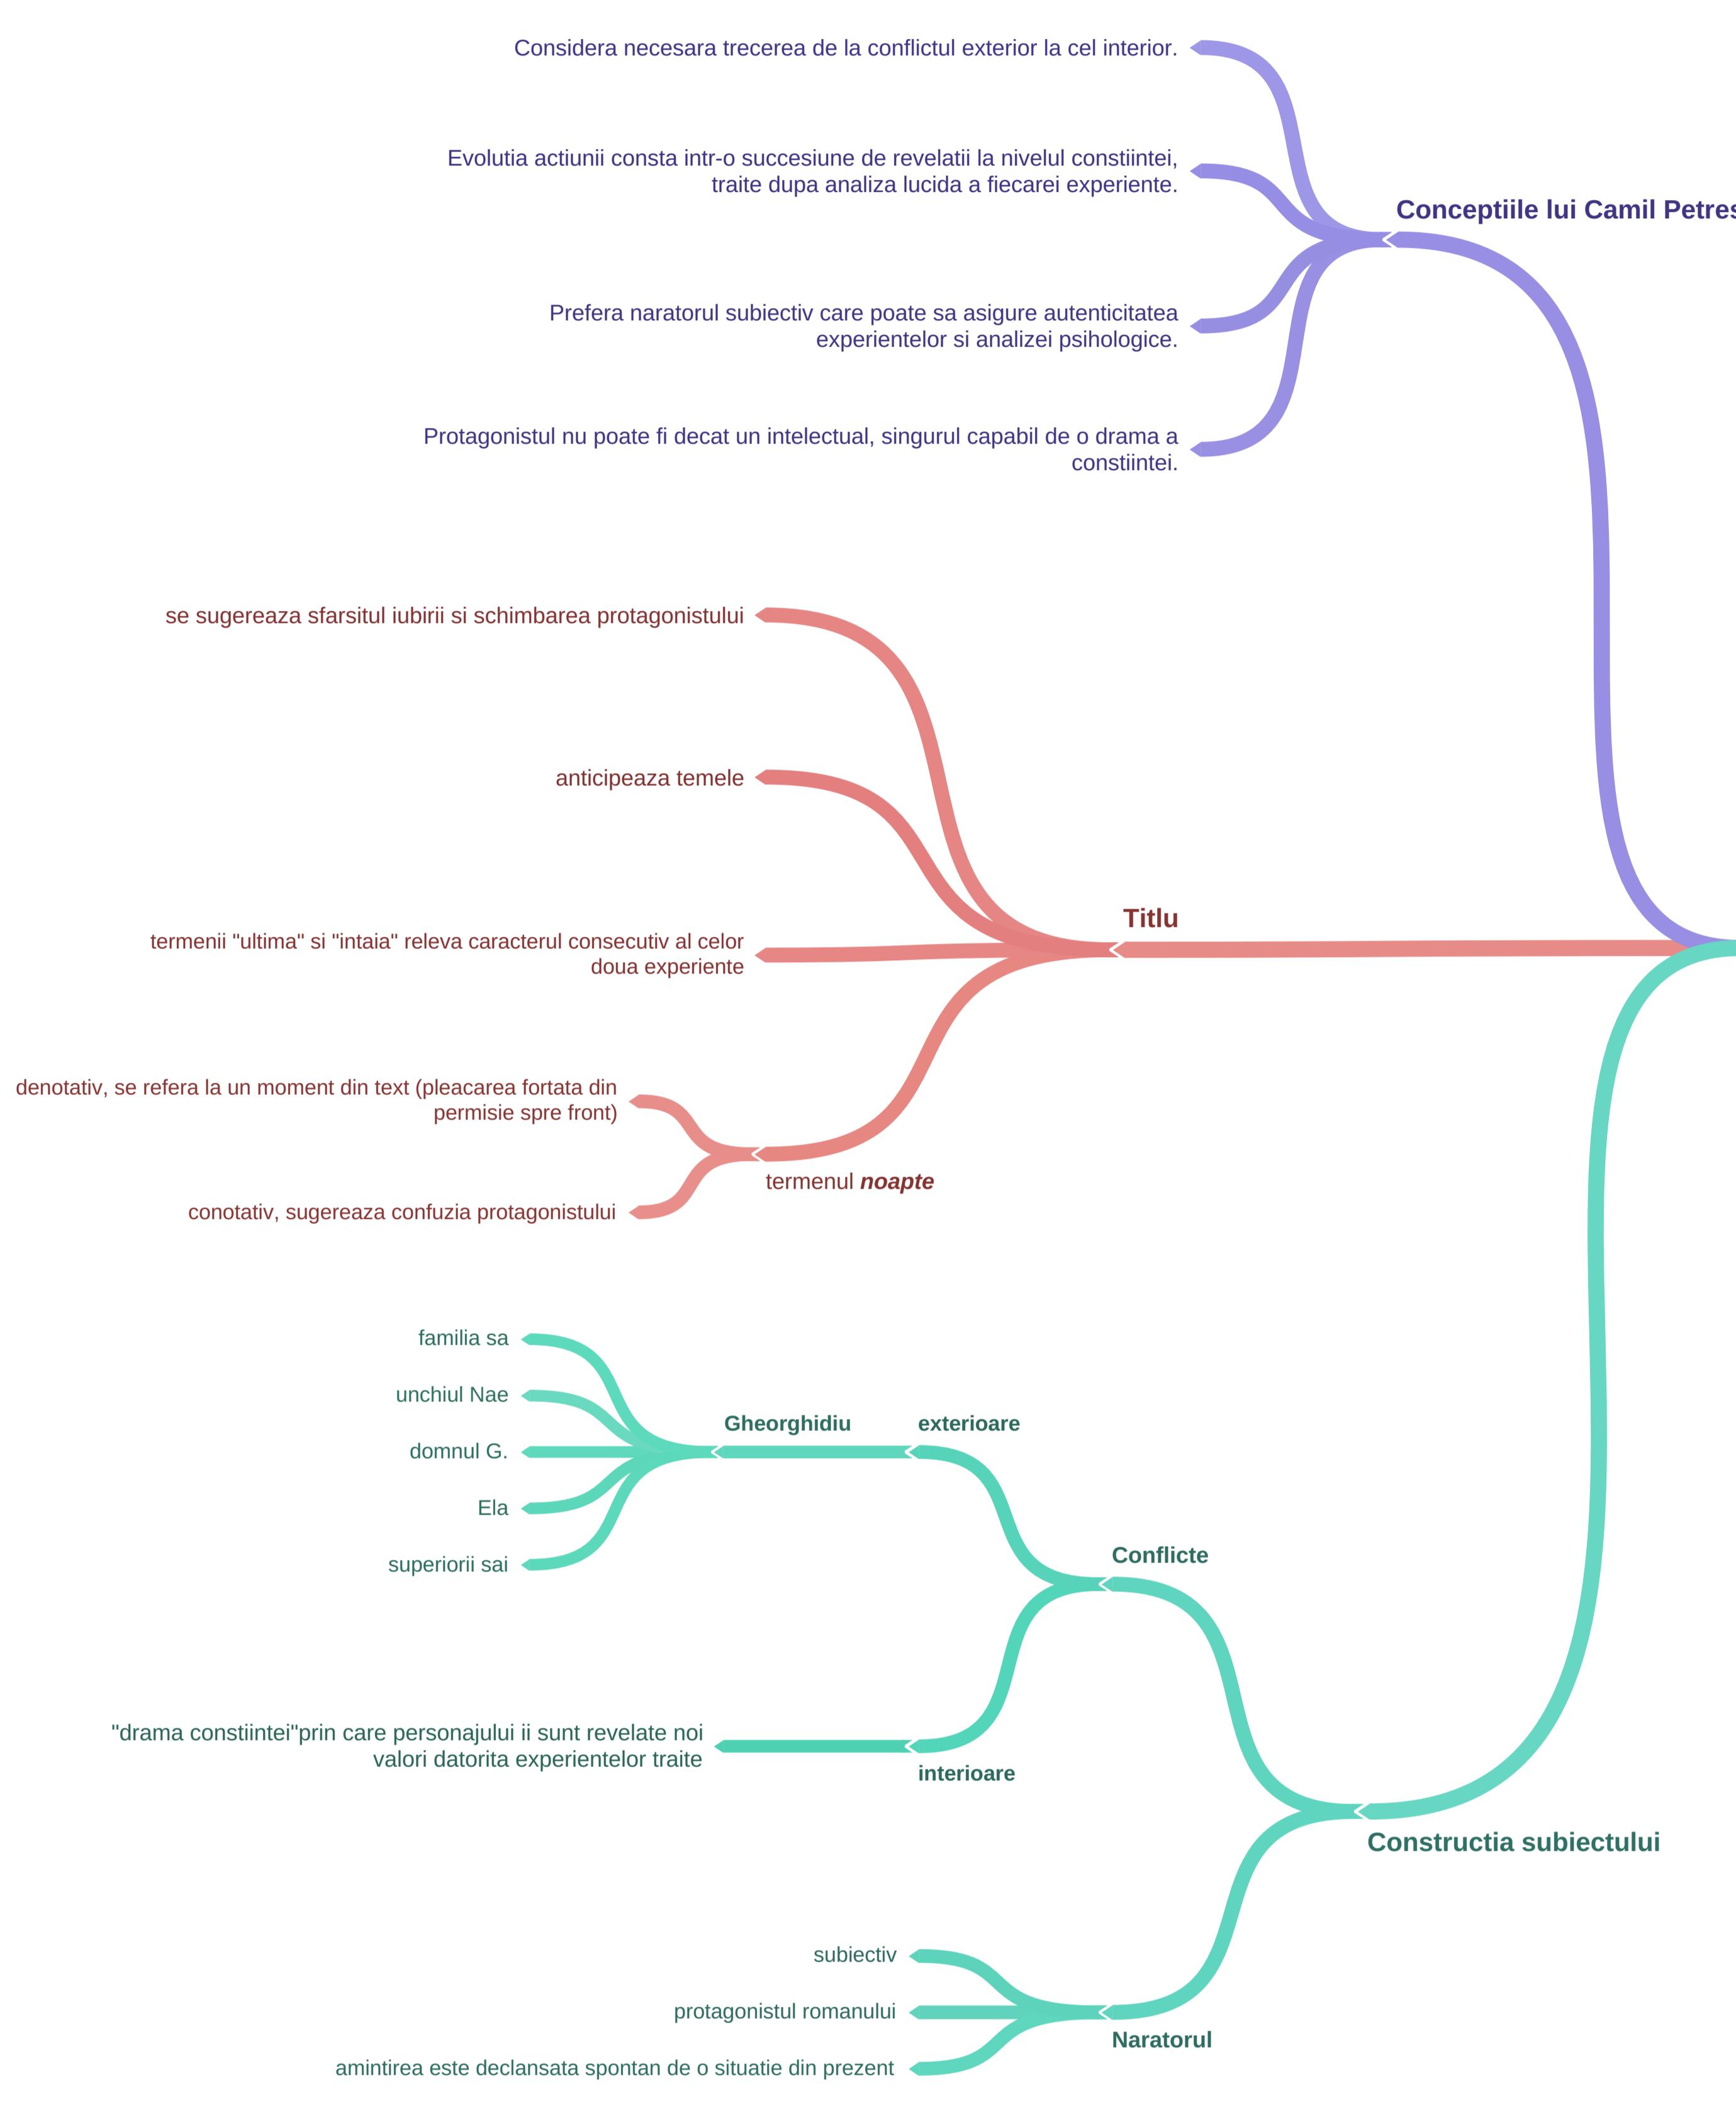 Considera necesara trecerea de la conflictul exterior la cel interior.
Evolutia actiunii consta intr-o succesiune de revelatii la nivelul constiintei,
traite dupa analiza lucida a fiecarei experiente.
Conceptiile lui Camil Petres
Prefera naratorul subiectiv care poate sa asigure autenticitatea
experientelor si analizei psihologice.
Protagonistul nu poate fi decat un intelectual, singurul capabil de o drama a
constiintei.
se sugereaza sfarsitul iubirii si schimbarea protagonistului
anticipeaza temele
Titlu
termenii "ultima" si "intaia" releva caracterul consecutiv al celor
doua experiente
denotativ, se refera la un moment din text (pleacarea fortata din
permisie spre front)
termenul noapte
conotativ, sugereaza confuzia protagonistului
familia sa
unchiul Nae
Gheorghidiu
exterioare
domnul G.
Ela
superiorii sai
Conflicte
"drama constiintei"prin care personajului ii sunt revelate noi
valori datorita experientelor traite
interioare
Constructia subiectului
subiectiv
protagonistul romanului
Naratorul
amintirea este declansata spontan de o situatie din prezent